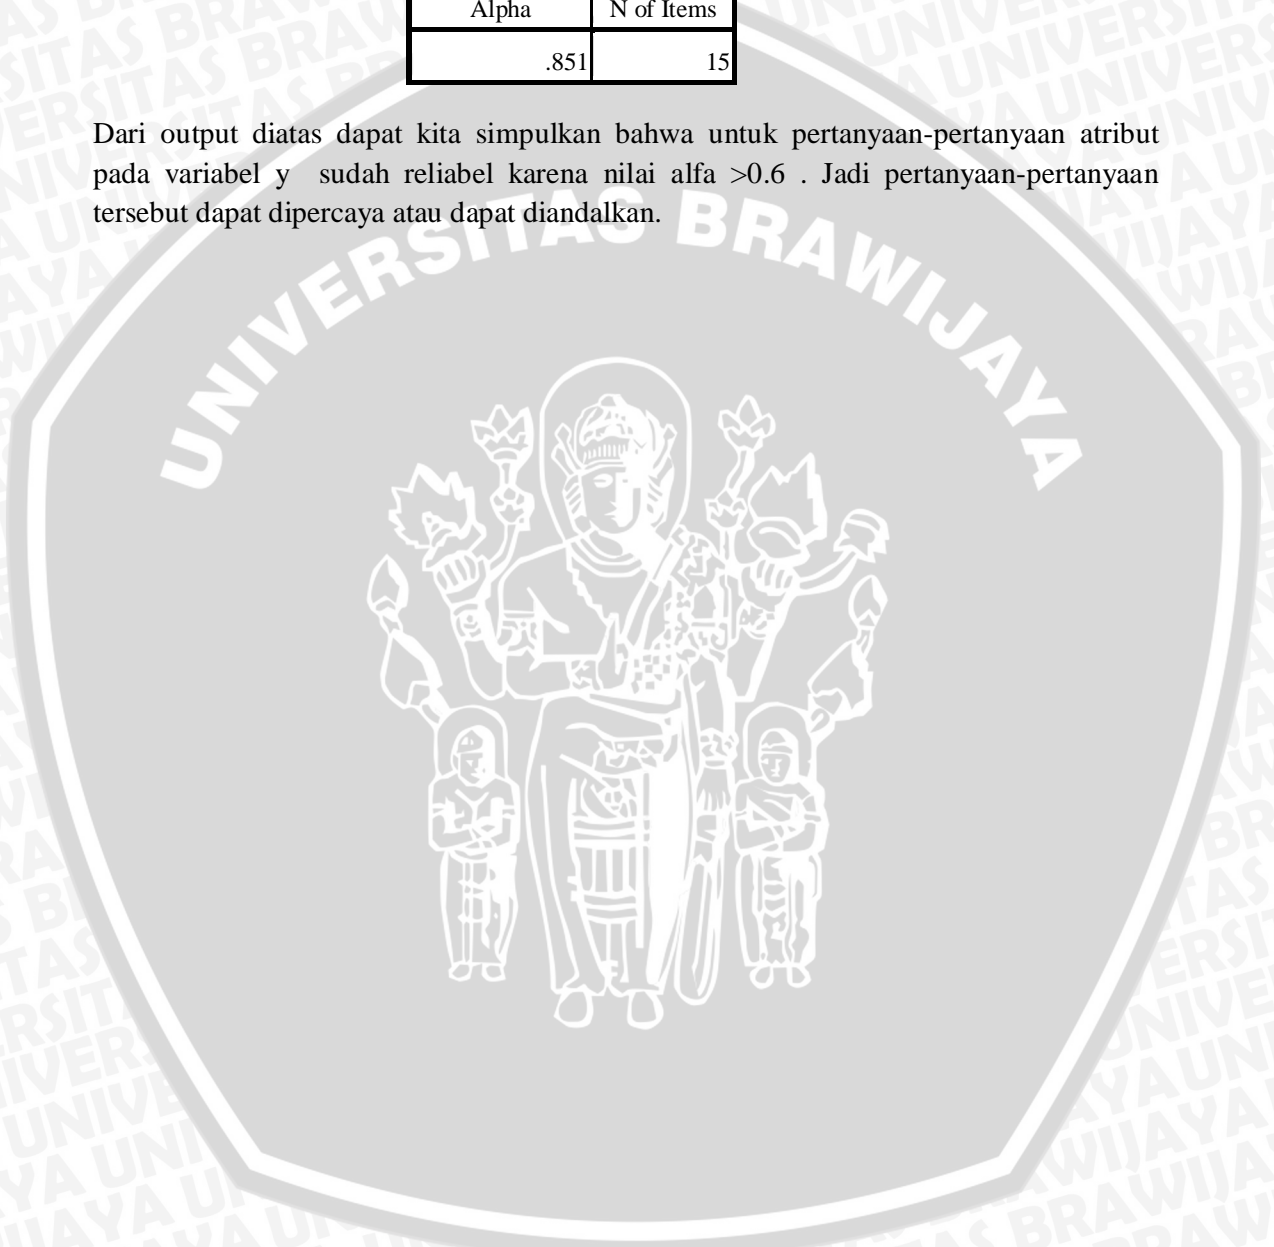 Alpha N of Items
.851 15
Dari output diatas dapat kita simpulkan bahwa untuk pertanyaan-pertanyaan atribut
pada variabel y sudah reliabel karena nilai alfa >0.6 . Jadi pertanyaan-pertanyaan
tersebut dapat dipercaya atau dapat diandalkan.
UNIVERSITAS BRAWIJAYA